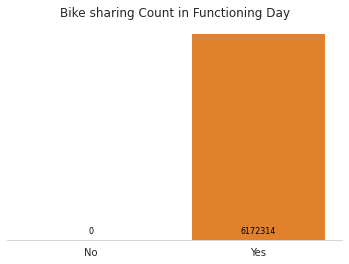 Bike sharing Count in Functioning Day
0
6172314
No
Yes